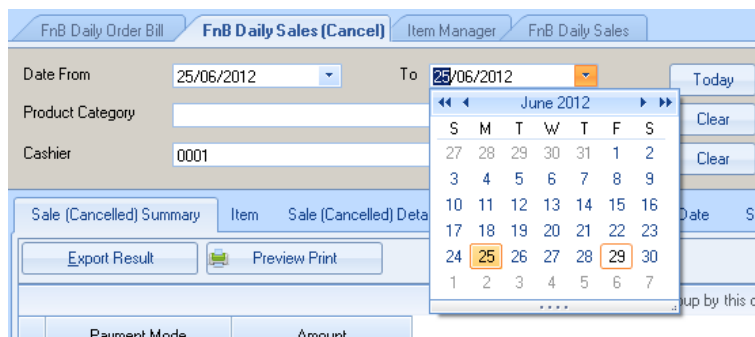 FnB Daily Order Bill FnB Daily Sales (Cancel) Item Manager FnB Daily Sales
Date From 25/06/2012 To 25/06/2012 Today
Product Category Clear
Cashier 0001 Clear
June 2012
S M T W T F S
27 28 29 30 31 1 2
3 4 5 6 7 8 9
10 11 12 13 14 15 16
17 18 19 20 21 22 23
24 25 26 27 28 29 30
1 2 3 4 5 6 7
Sale (Cancelled) Summary Item Sale (Cancelled) Deta Date S
Export Result Preview Print
up by this c
Payment Mode Amount